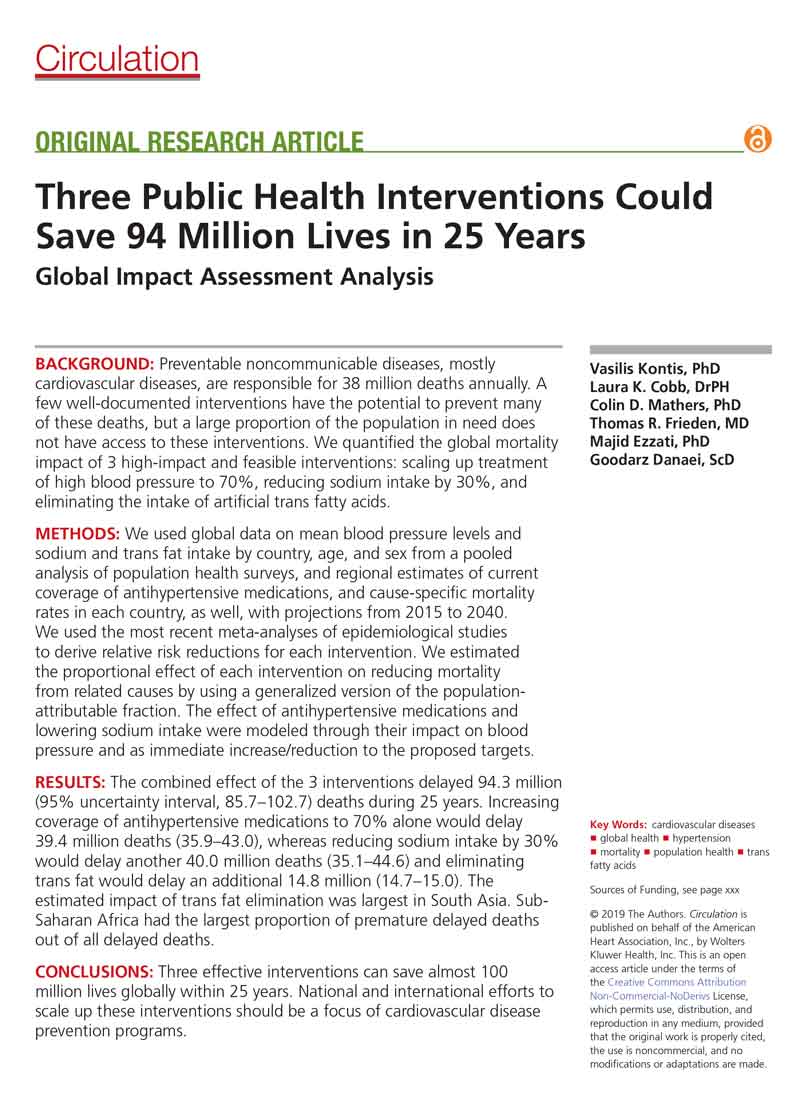 Circulation
ORIGINAL RESEARCH ARTICLE
Three Public Health Interventions Could
Save 94 Million Lives in 25 Years
Global Impact Assessment Analysis
BACKGROUND: Preventable noncommunicable diseases, mostly
cardiovascular diseases, are responsible for 38 million deaths annually. A
few well-documented interventions have the potential to prevent many
of these deaths, but a large proportion of the population in need does
not have access to these interventions. We quantified the global mortality
impact of 3 high-impact and feasible interventions: scaling up treatment
of high blood pressure to 70%, reducing sodium intake by 30%, and
eliminating the intake of artificial trans fatty acids.
METHODS: We used global data on mean blood pressure levels and
sodium and trans fat intake by country, age, and sex from a pooled
analysis of population health surveys, and regional estimates of current
coverage of antihypertensive medications, and cause-specific mortality
rates in each country, as well, with projections from 2015 to 2040.
We used the most recent meta-analyses of epidemiological studies
to derive relative risk reductions for each intervention. We estimated
the proportional effect of each intervention on reducing mortality
from related causes by using a generalized version of the population-
attributable fraction. The effect of antihypertensive medications and
lowering sodium intake were modeled through their impact on blood
pressure and as immediate increase/reduction to the proposed targets.
RESULTS: The combined effect of the 3 interventions delayed 94.3 million
(95% uncertainty interval, 85.7–102.7) deaths during 25 years. Increasing
coverage of antihypertensive medications to 70% alone would delay
39.4 million deaths (35.9–43.0), whereas reducing sodium intake by 30%
would delay another 40.0 million deaths (35.1–44.6) and eliminating
trans fat would delay an additional 14.8 million (14.7–15.0). The
estimated impact of trans fat elimination was largest in South Asia. Sub-
Saharan Africa had the largest proportion of premature delayed deaths
out of all delayed deaths.
CONCLUSIONS: Three effective interventions can save almost 100
million lives globally within 25 years. National and international efforts to
scale up these interventions should be a focus of cardiovascular disease
prevention programs.
Vasilis Kontis, PhD
Laura K. Cobb, DrPH
Colin D. Mathers, PhD
Thomas R. Frieden, MD
Majid Ezzati, PhD
Goodarz Danaei, ScD
Key Words: cardiovascular diseases
■ global health ■ hypertension
■ mortality ■ population health ■ trans
fatty acids
Sources of Funding, see page xxx
© 2019 The Authors. Circulation is
published on behalf of the American
Heart Association, Inc., by Wolters
Kluwer Health, Inc. This is an open
access article under the terms of
the Creative Commons Attribution
Non-Commercial-NoDerivs License,
which permits use, distribution, and
reproduction in any medium, provided
that the original work is properly cited,
the use is noncommercial, and no
modifications or adaptations are made.